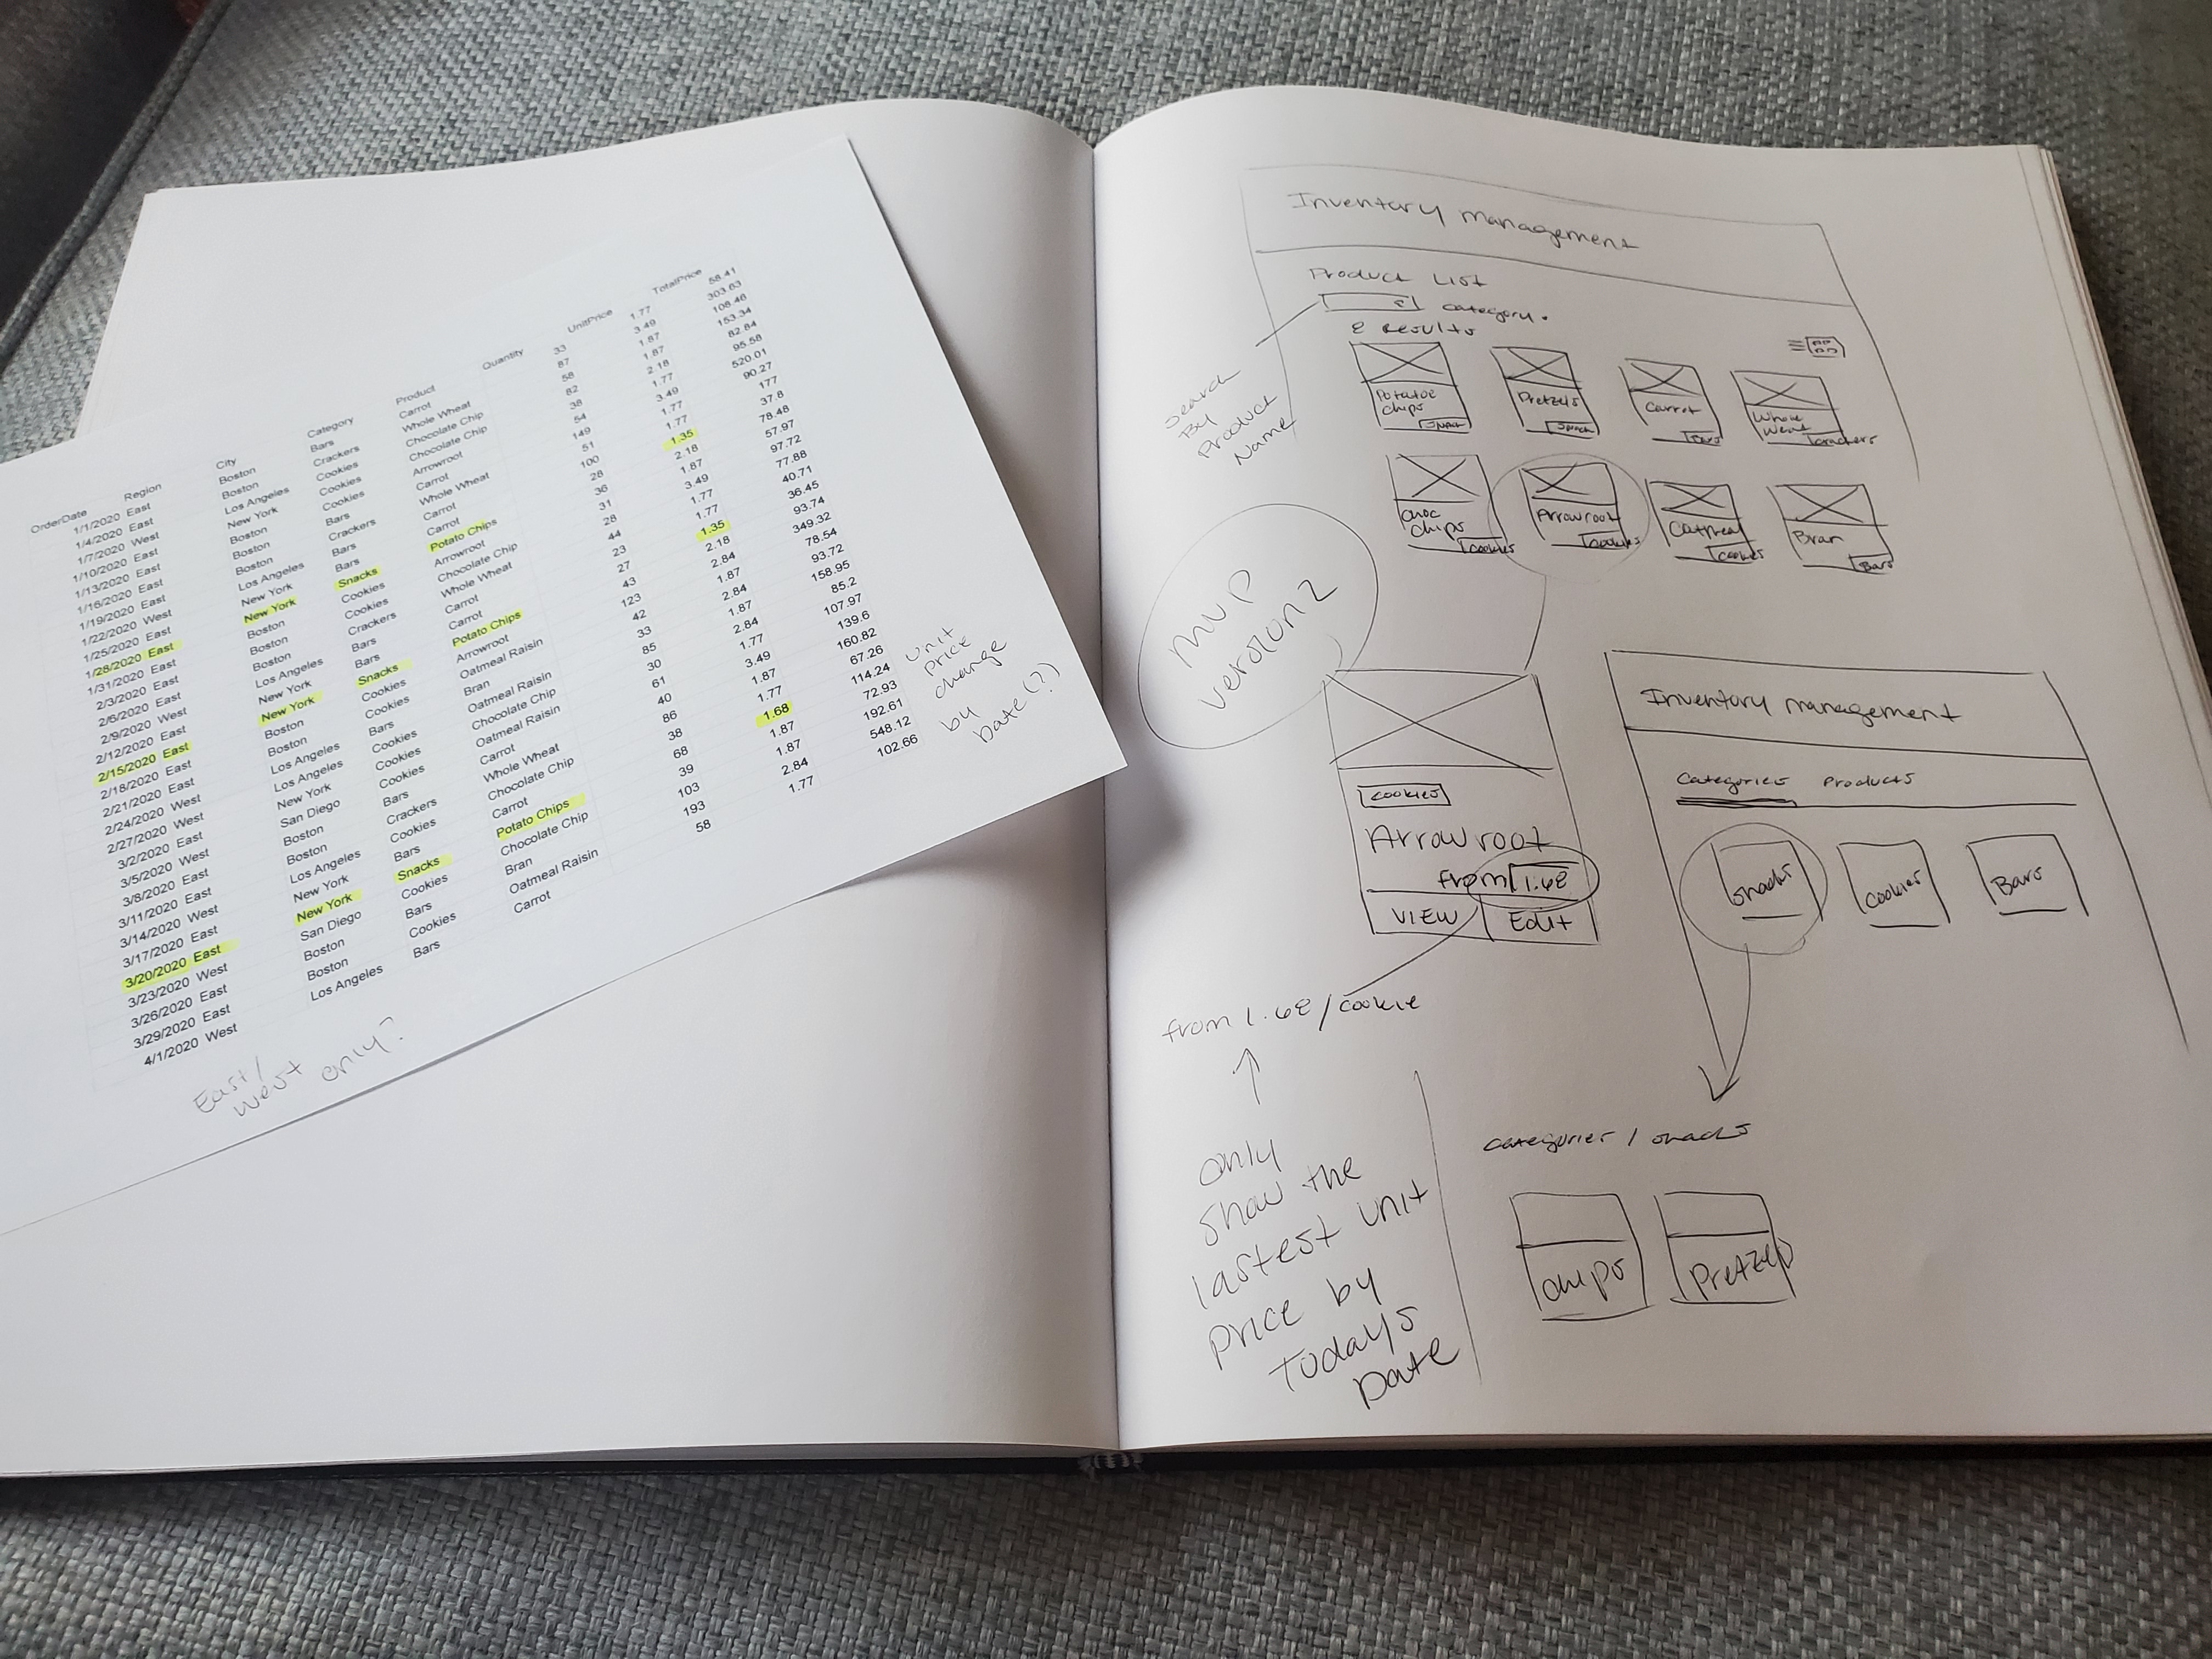 OrderDate Region City Category Product Quantity UnitPrice TotalPrice
1/1/2020 East Boston Bars Carrot 33 1.77 58.41
1/4/2020 East Boston Crackers Whole Wheat 87 3.49 303.63
1/7/2020 West Los Angeles Cookies Chocolate Chip 58 1.87 108.46
1/10/2020 East New York Cookies Chocolate Chip 82 1.87 153.34
1/13/2020 East Boston Cookies Arrowroot 38 2.18 82.84
1/16/2020 East Boston Bars Carrot 54 1.77 95.58
1/19/2020 East Boston Crackers Whole Wheat 149 3.49 520.01
1/22/2020 West Los Angeles Bars Carrot 51 1.77 90.27
1/25/2020 East New York Bars Carrot 100 1.77 177
1/28/2020 East New York Snacks Potato Chips 28 1.35 37.8
1/31/2020 East Boston Cookies Arrowroot 36 2.18 78.48
2/3/2020 East Boston Cookies Chocolate Chip 31 1.87 57.97
2/6/2020 East Boston Crackers Whole Wheat 28 3.49 97.72
2/9/2020 West Los Angeles Bars Carrot 44 1.77 77.88
2/12/2020 East New York Bars Carrot 23 1.77 40.71
2/15/2020 East New York Snacks Potato Chips 27 1.35 36.45
2/18/2020 East Boston Cookies Arrowroot 43 2.18 93.74
2/21/2020 East Boston Cookies Oatmeal Raisin 123 2.84 349.32
2/24/2020 West Los Angeles Bars Bran 42 1.87 78.54
2/27/2020 West Los Angeles Cookies Oatmeal Raisin 33 2.84 93.72
3/2/2020 East New York Cookies Chocolate Chip 85 1.87 158.95
3/5/2020 West San Diego Cookies Oatmeal Raisin 30 2.84 85.2
3/8/2020 East Boston Bars Carrot 61 1.77 107.97
3/11/2020 East Boston Crackers Whole Wheat 40 3.49 139.6
3/14/2020 West Los Angeles Cookies Chocolate Chip 86 1.87 160.82
3/17/2020 East New York Bars Carrot 38 1.77 67.26
3/20/2020 East New York Snacks Potato Chips 68 1.68 114.24
3/23/2020 West San Diego Cookies Chocolate Chip 39 1.87 72.93
3/26/2020 East Boston Bars Bran 103 1.87 192.61
3/29/2020 East Boston Cookies Oatmeal Raisin 193 2.84 548.12
4/1/2020 West Los Angeles Bars Carrot 58 1.77 102.66
East/
West only?
unit
price
change
by
Date(?)
Inventory Management
Product List
Search
By
Product
Name
category
8 Results
Potatoe
Chips
Pretzels
Carrot
Bars
Whole
Crackers
Choc
Chips
Cookies
Arrowroot
Cookies
Oatmeal
Cookies
Bran
Bars
MVP
version 2
Cookies
Arrowroot
from 1.68
VIEW Edit
from 1.68/cookie
only
show the
lastest unit
price by
Todays
Date
Inventory Management
Categories Products
Snacks Cookies Bars
Categories / Snacks
Chips Pretzel